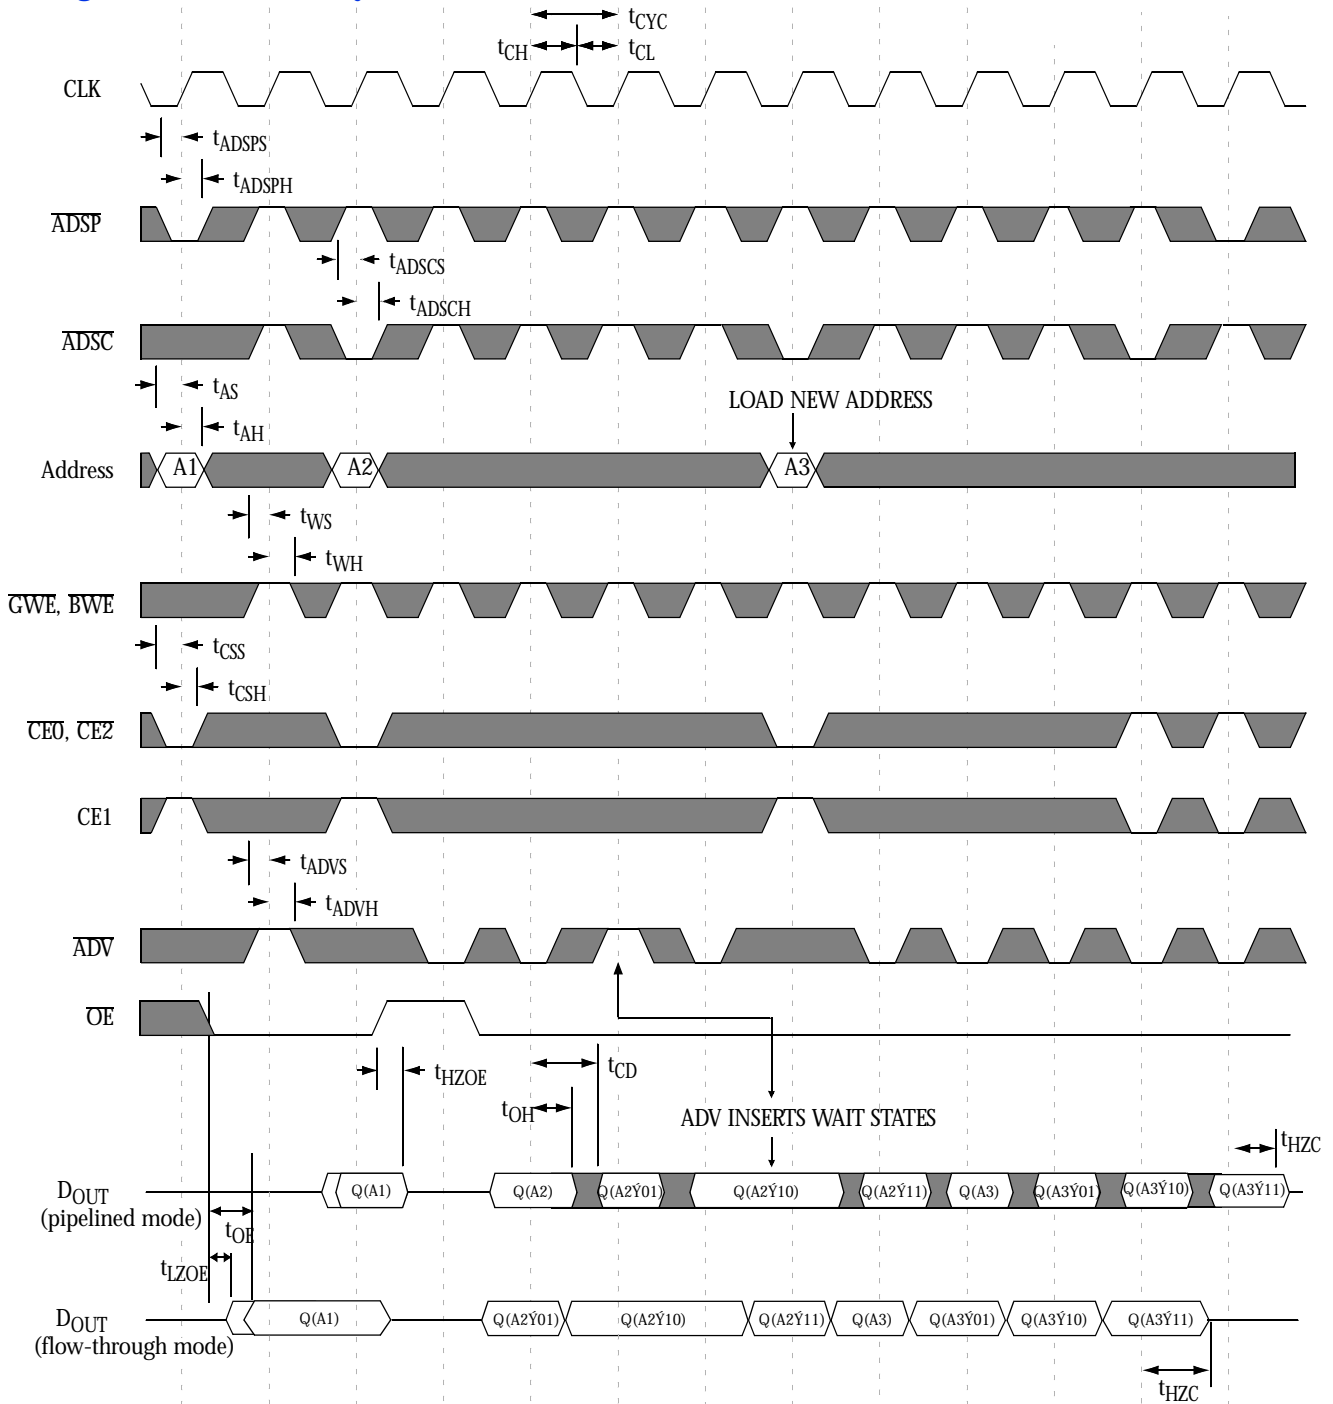 tCYC
tCH tCL
CLK
tADSPS
tADSPH
ADSP
tADSCS
tADSCH
ADSC
tAS
LOAD NEW ADDRESS
tAH
Address A1 A2 A3
tWS
tWH
GWE, BWE
tCSS
tCSH
CE0, CE2
CE1
tADVS
tADVH
ADV
OE
tHZOE tCD
tOH ADV INSERTS WAIT STATES
tHZC
DOUT Q(A1) Q(A2) Q(A2Ý01) Q(A2Ý10) Q(A2Ý11) Q(A3) Q(A3Ý01) Q(A3Ý10) Q(A3Ý11)
(pipelined mode)
tOE
tLZOE
DOUT Q(A1) Q(A2Ý01) Q(A2Ý10) Q(A2Ý11) Q(A3) Q(A3Ý01) Q(A3Ý10) Q(A3Ý11)
(flow-through mode)
tHZC